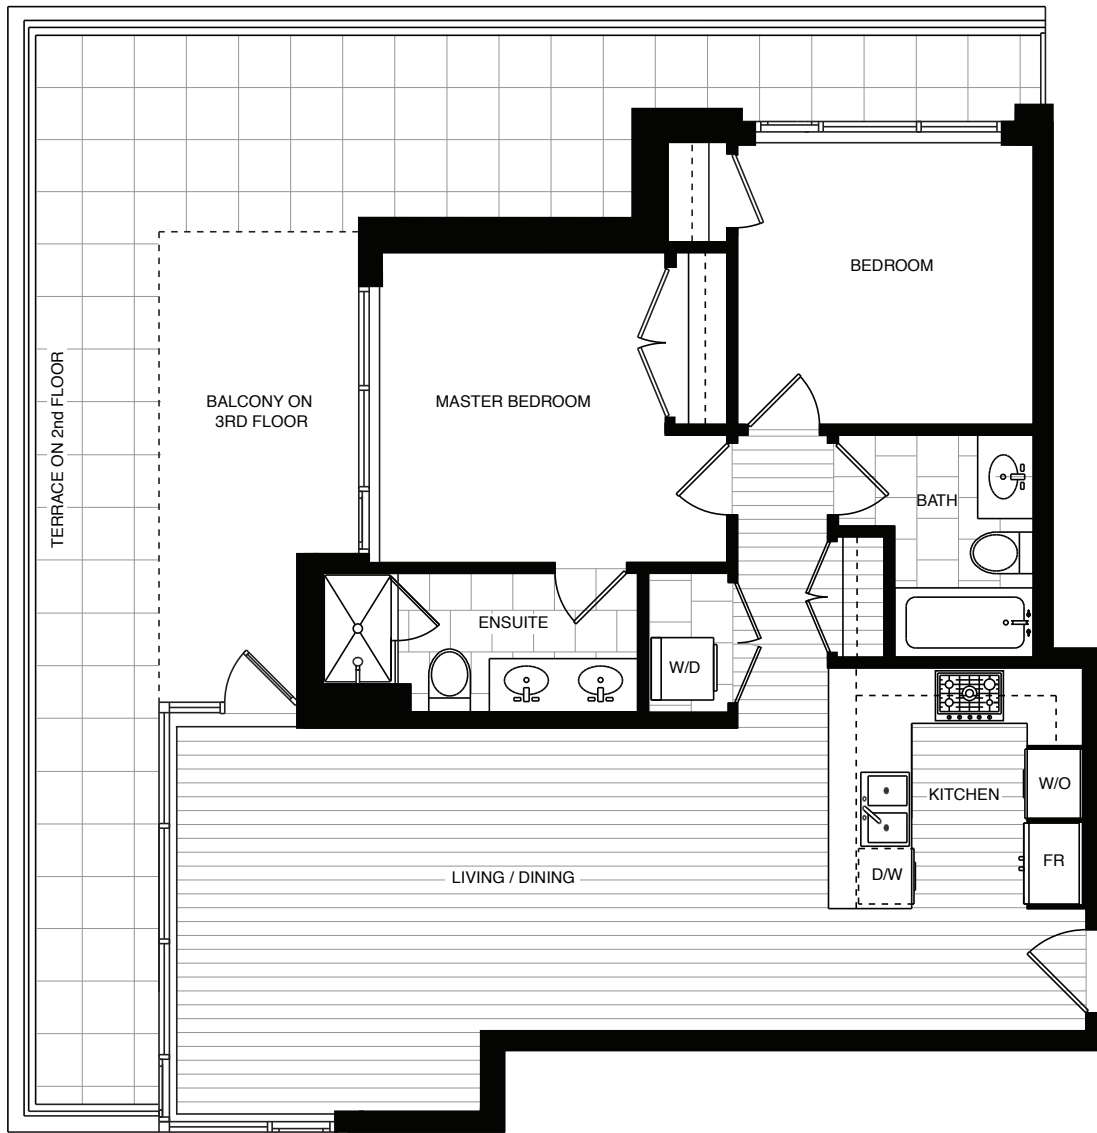 BEDROOM
TERRACE ON 2nd FLOOR
BALCONY ON
3RD FLOOR
MASTER BEDROOM
BATH
ENSUITE
W/D
KITCHEN
W/O
FR
D/W
LIVING / DINING